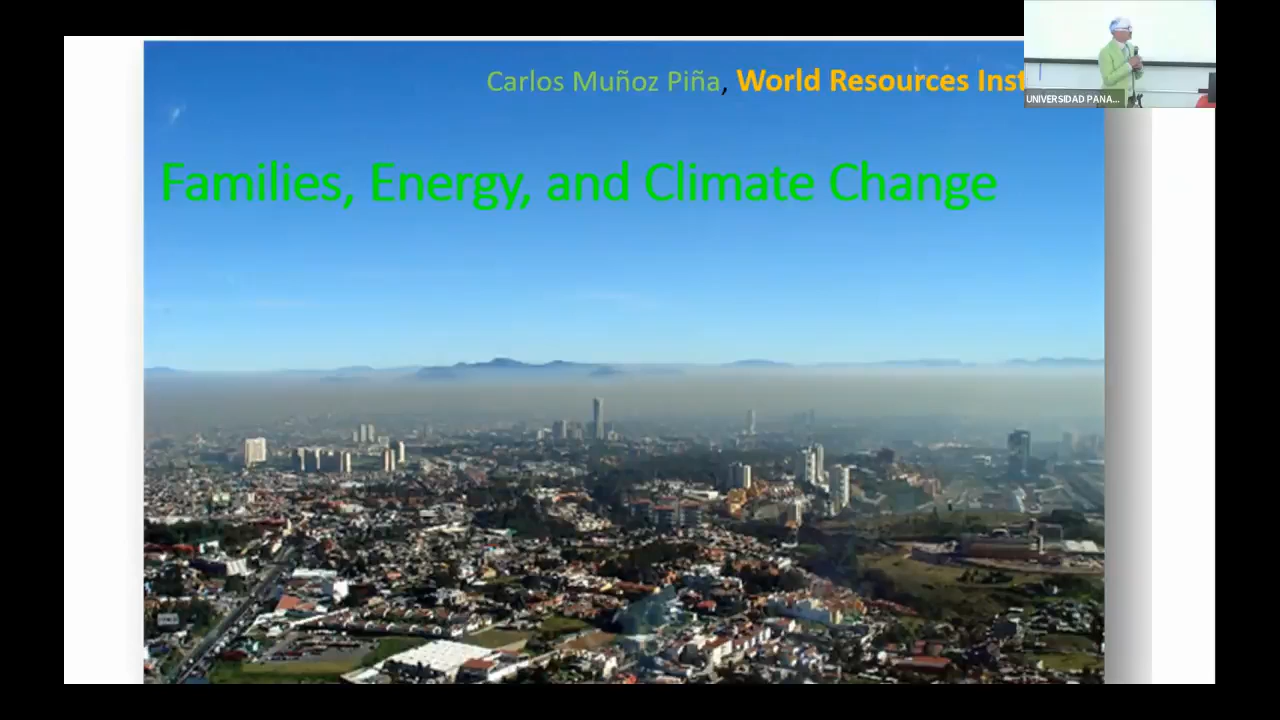 Carlos Muñoz Piña, World Resources Inst
UNIVERSIDAD PANA...
Families, Energy, and Climate Change